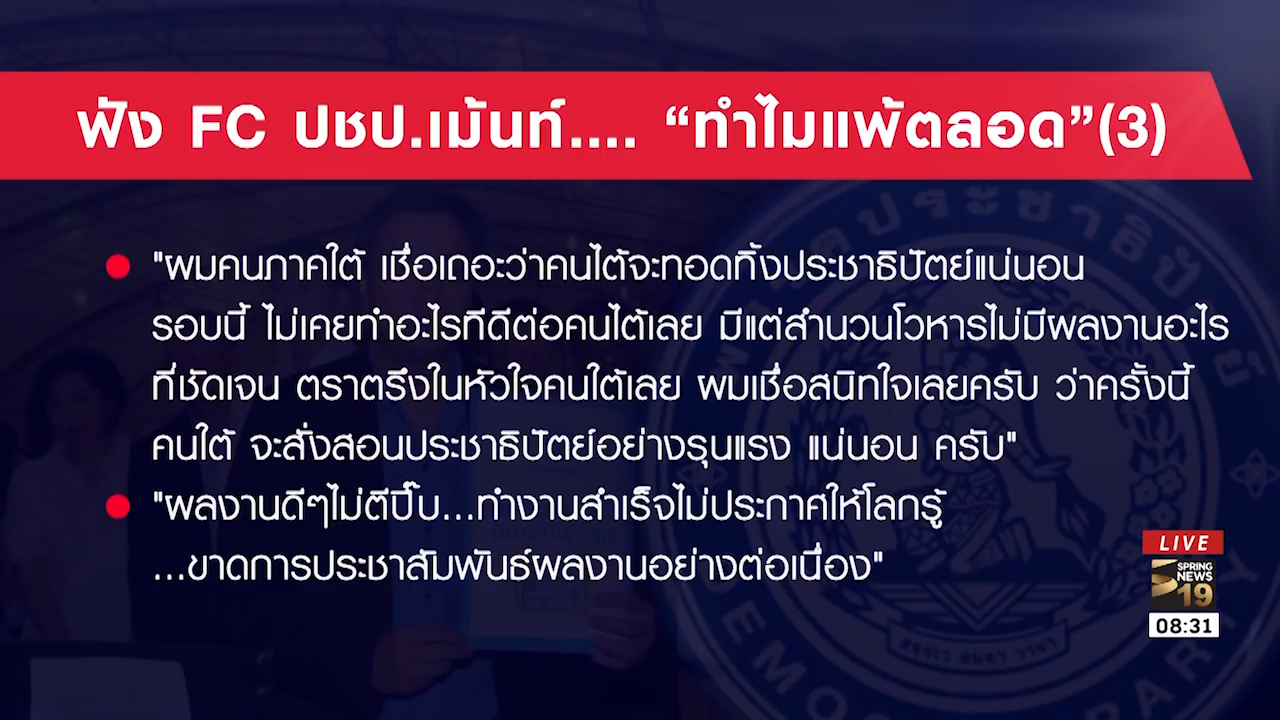 ฟัง FC ปชป.เม้นท์.... “ทำไมแพ้ตลอด”(3)
"ผมคนภาคใต้ เชื่อเถอะว่าคนใต้จะทอดทิ้งประชาธิปัตย์แน่นอน
รอบนี้ ไม่เคยทำอะไรที่ดีต่อคนใต้เลย มีแต่สำนวนโวหารไม่มีผลงานอะไร
ที่ชัดเจน ตราตรึงในหัวใจคนใต้เลย ผมเชื่อสนิทใจเลยครับ ว่าครั้งนี้
คนใต้ จะสั่งสอนประชาธิปัตย์อย่างรุนแรง แน่นอน ครับ"
"ผลงานดีๆไม่ตีปี๊บ...ทำงานสำเร็จไม่ประกาศให้โลกรู้
...ขาดการประชาสัมพันธ์ผลงานอย่างต่อเนื่อง"
LIVE
SPRING
NEWS
19
08:31